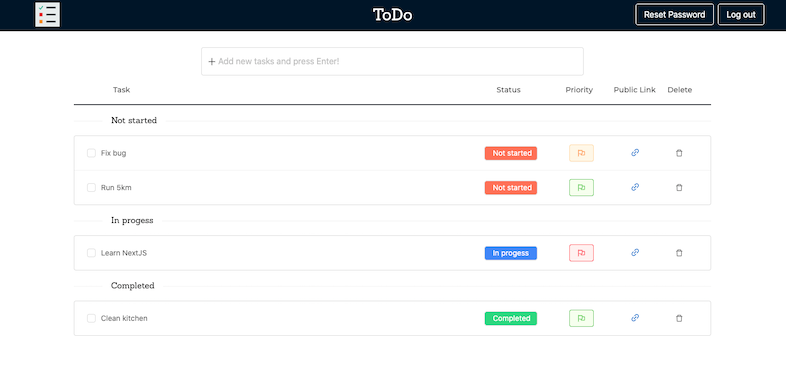 ToDo
Reset Password
Log out
Add new tasks and press Enter!
Task Status Priority Public Link Delete
Not started
Fix bug Not started
Run 5km Not started
In progess
Learn NextJS In progess
Completed
Clean kitchen Completed